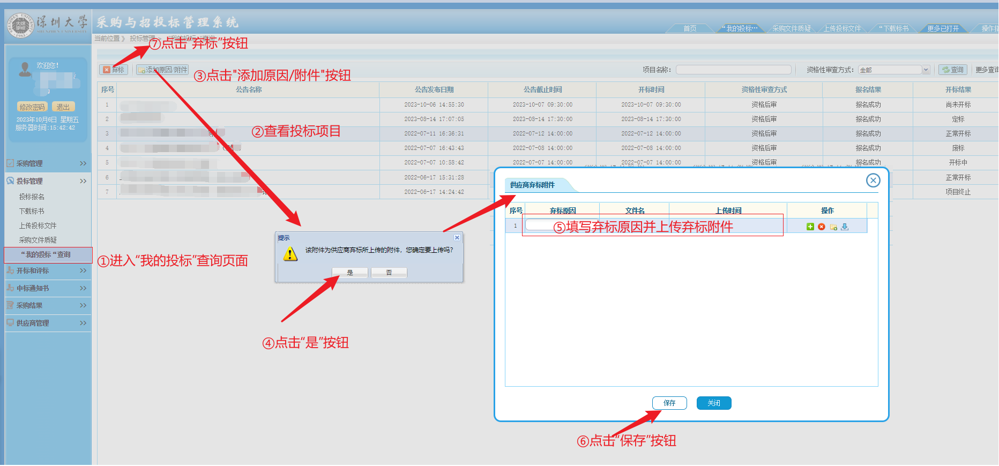 深圳大学
SHENZHEN UNIVERSITY
采购与招投标管理系统
首页
“我的投标…
采购文件质疑
上传投标文件
“下载标书
更多已打开
操作指
当前位置 》 投标管理 > “我的投标“查询
⑦点击“弃标”按钮
欢迎您!
修改密码 退出
2023年10月6日 星期五
服务器时间:15:42:42
弃标
添加原因/附件
③点击"添加原因/附件"按钮
项目名称:
资格性审查方式: 全部
查询
更多查询
序号 公告名称 公告发布日期 公告截止时间 开标时间 资格性审查方式 报名结果 开标结果
1 2023-10-06 14:55:30 2023-10-07 09:30:00 2023-10-07 09:30:00 资格后审 报名成功 尚未开标
2 2023-08-14 17:07:05 2023-08-14 17:30:00 2023-08-14 17:30:00 资格后审 报名成功 定标
3 2022-07-11 16:36:31 2022-07-12 14:00:00 2022-07-12 14:00:00 资格后审 报名成功 正常开标
4 2022-07-07 16:43:43 2022-07-08 14:00:00 2022-07-08 14:00:00 资格后审 报名成功 废标
5 2022-07-07 10:58:42 2022-07-07 14:00:00 2022-07-07 14:00:00 资格后审 报名成功 开标中
6 2022-06-17 15:31:28 正常开标
7 2022-06-17 14:24:42 项目终止
②查看投标项目
采购管理 >>
投标管理 >>
投标报名
下载标书
上传投标文件
采购文件质疑
“我的投标“查询
开标和评标 >>
中标通知书 >>
采购结果 >>
供应商管理 >>
①进入“我的投标”查询页面
提示
该附件为供应商弃标所上传的附件，您确定要上传吗?
是 否
④点击“是”按钮
供应商弃标附件
序号 弃标原因 文件名 上传时间 操作
1
⑤填写弃标原因并上传弃标附件
保存 关闭
⑥点击“保存”按钮